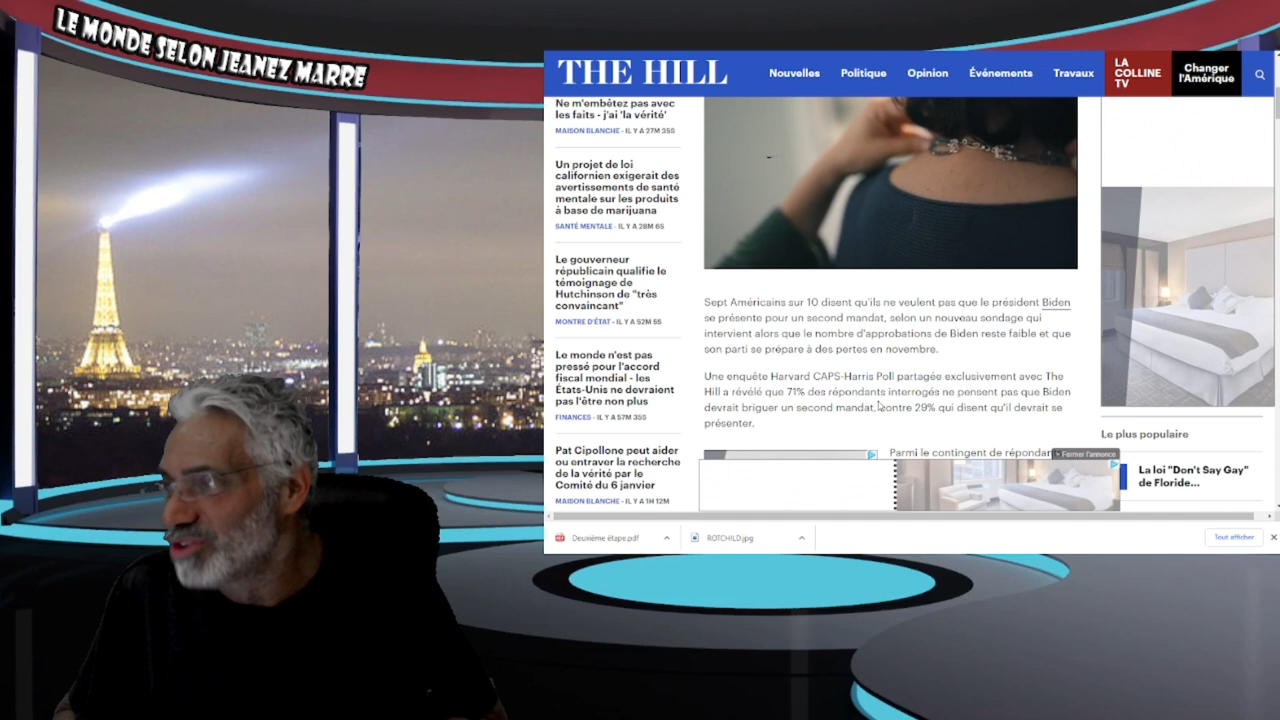 LE MONDE SELON JEANEZ MARRE
THE HILL
Nouvelles
Politique
Opinion
Événements
Travaux
LA
COLLINE
TV
Changer
l'Amérique
Ne m'embêtez pas avec
les faits - j'ai 'la vérité'
MAISON BLANCHE - IL Y A 27M 35S
Un projet de loi
californien exigerait des
avertissements de santé
mentale sur les produits
à base de marijuana
SANTÉ MENTALE - IL Y A 28M 6S
Le gouverneur
républicain qualifie le
témoignage de
Hutchinson de "très
convaincant"
MONTRE D'ÉTAT - IL Y A 52M 5S
Le monde n'est pas
pressé pour l'accord
fiscal mondial - les
États-Unis ne devraient
pas l'être non plus
FINANCES - IL Y A 57M 35S
Pat Cipollone peut aider
ou entraver la recherche
de la vérité par le
Comité du 6 janvier
MAISON BLANCHE - IL Y A 1H 12M
Sept Américains sur 10 disent qu'ils ne veulent pas que le président Biden
se présente pour un second mandat, selon un nouveau sondage qui
intervient alors que le nombre d'approbations de Biden reste faible et que
son parti se prépare à des pertes en novembre.
Une enquête Harvard CAPS-Harris Poll partagée exclusivement avec The
Hill a révélé que 71% des répondants interrogés ne pensent pas que Biden
devrait briguer un second mandat, contre 29% qui disent qu'il devrait se
présenter.
Parmi le contingent de répondan
× Fermer l'annonce
Le plus populaire
La loi "Don't Say Gay"
de Floride...
Deuxième étape.pdf
ROTCHILD.jpg
Tout afficher